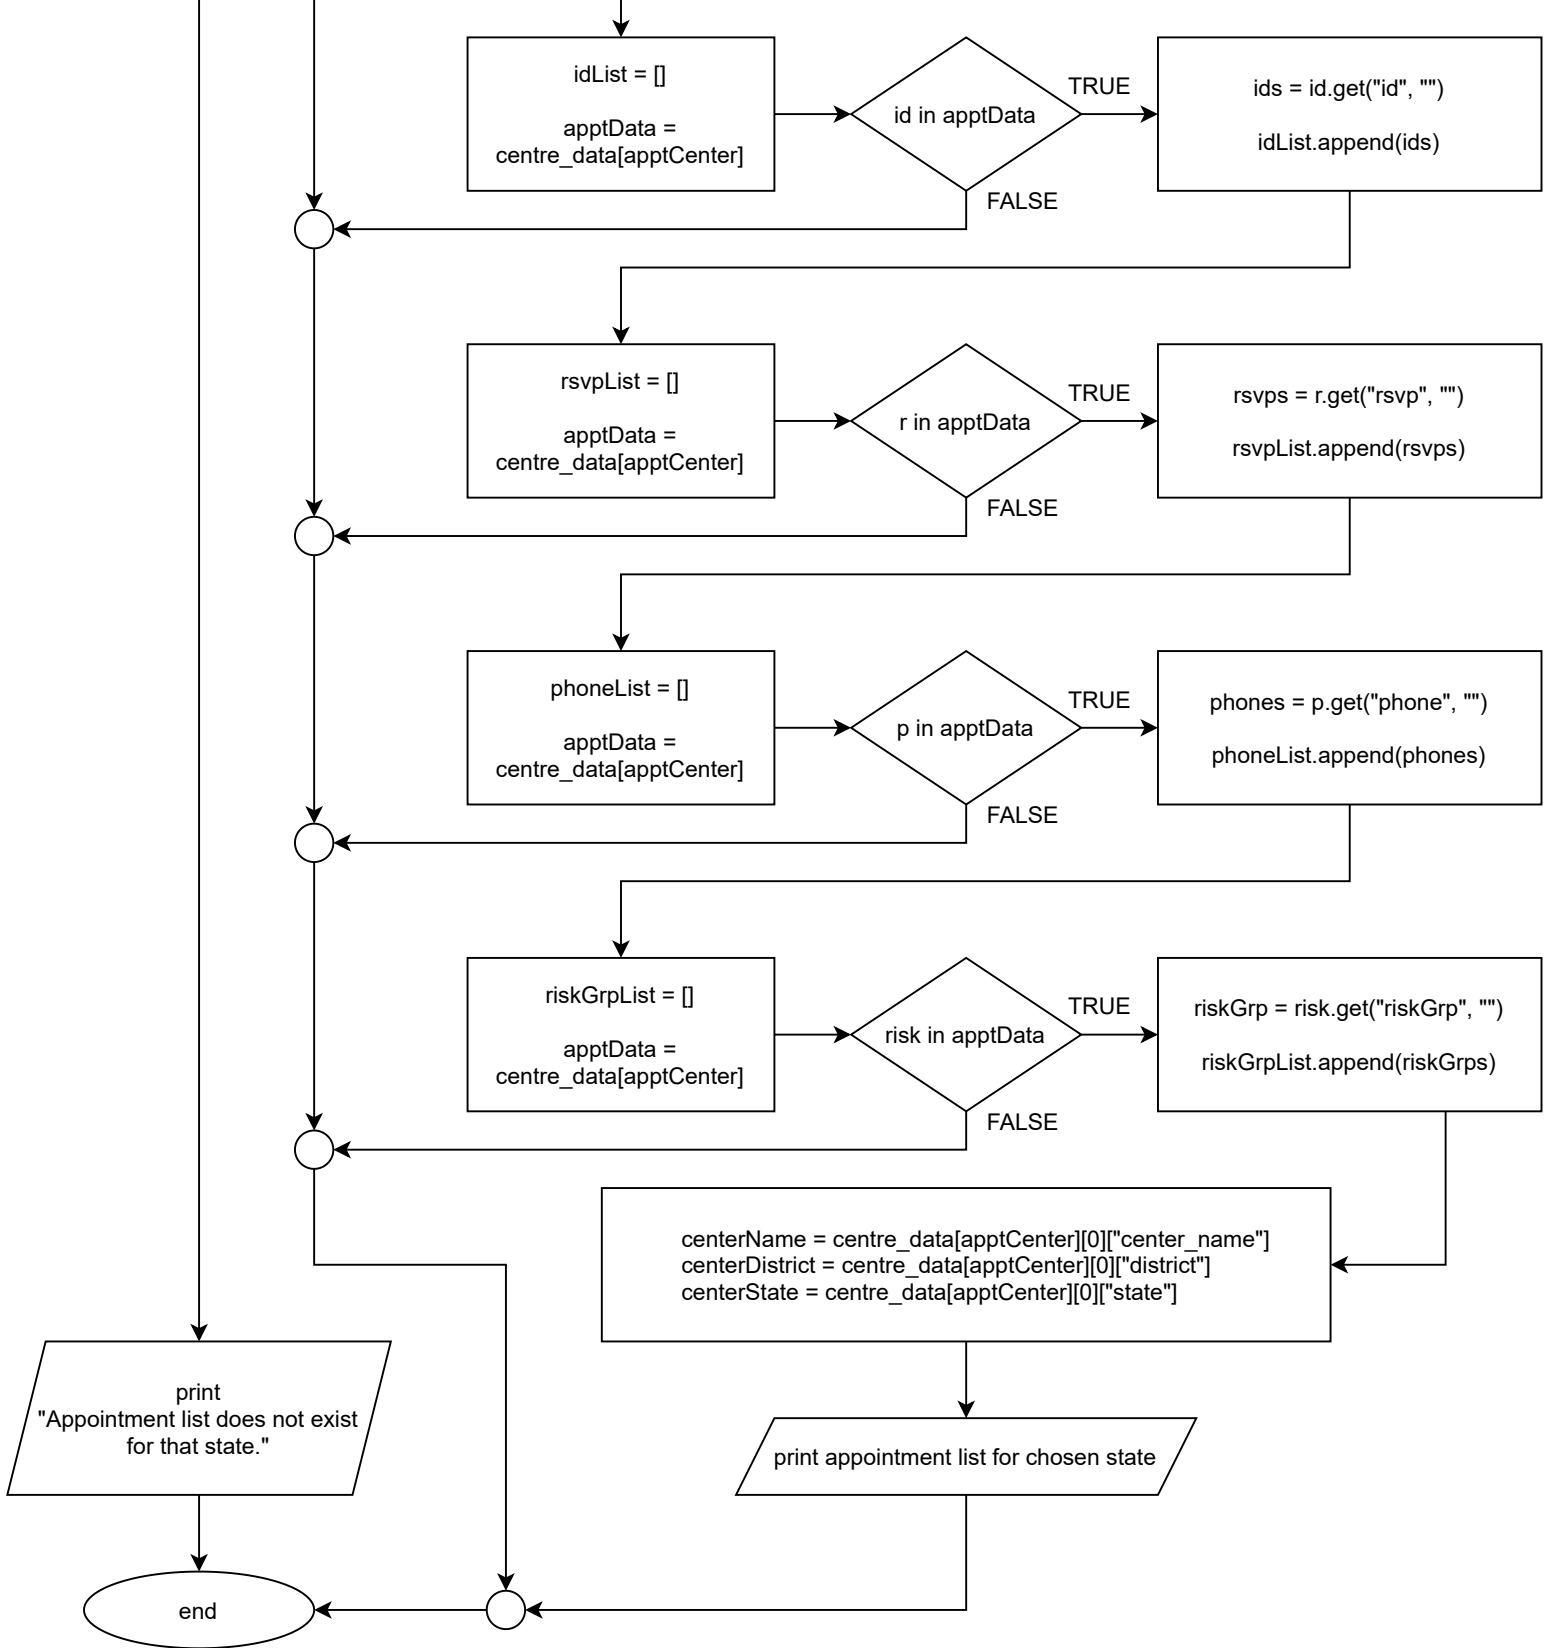 idList = []
apptData =
centre_data[apptCenter]
id in apptData
TRUE
FALSE
ids = id.get("id", "")
idList.append(ids)
rsvpList = []
apptData =
centre_data[apptCenter]
r in apptData
TRUE
FALSE
rsvps = r.get("rsvp", "")
rsvpList.append(rsvps)
phoneList = []
apptData =
centre_data[apptCenter]
p in apptData
TRUE
FALSE
phones = p.get("phone", "")
phoneList.append(phones)
riskGrpList = []
apptData =
centre_data[apptCenter]
risk in apptData
TRUE
FALSE
riskGrp = risk.get("riskGrp", "")
riskGrpList.append(riskGrps)
centerName = centre_data[apptCenter][0]["center_name"]
centerDistrict = centre_data[apptCenter][0]["district"]
centerState = centre_data[apptCenter][0]["state"]
print
"Appointment list does not exist
for that state."
print appointment list for chosen state
end